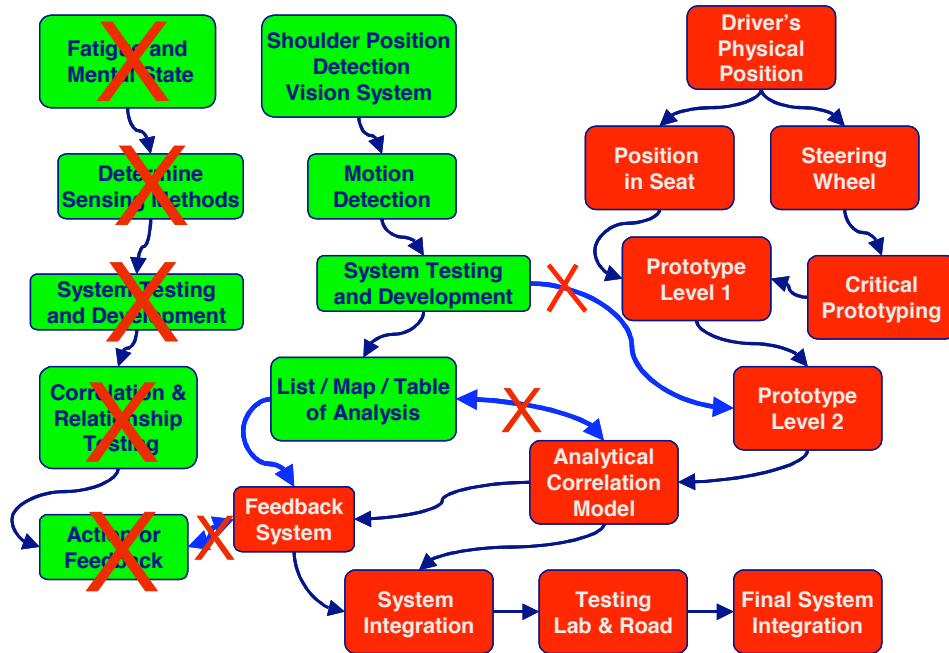 Fatigue and
Mental State
Shoulder Position
Detection
Vision System
Driver's
Physical
Position
Determine
Sensing Methods
Motion
Detection
Position
in Seat
Steering
Wheel
System Testing
and Development
System Testing
and Development
Prototype
Level 1
Critical
Prototyping
Correlation &
Relationship
Testing
List / Map / Table
of Analysis
Prototype
Level 2
Analytical
Correlation
Model
Action or
Feedback
Feedback
System
System
Integration
Testing
Lab & Road
Final System
Integration